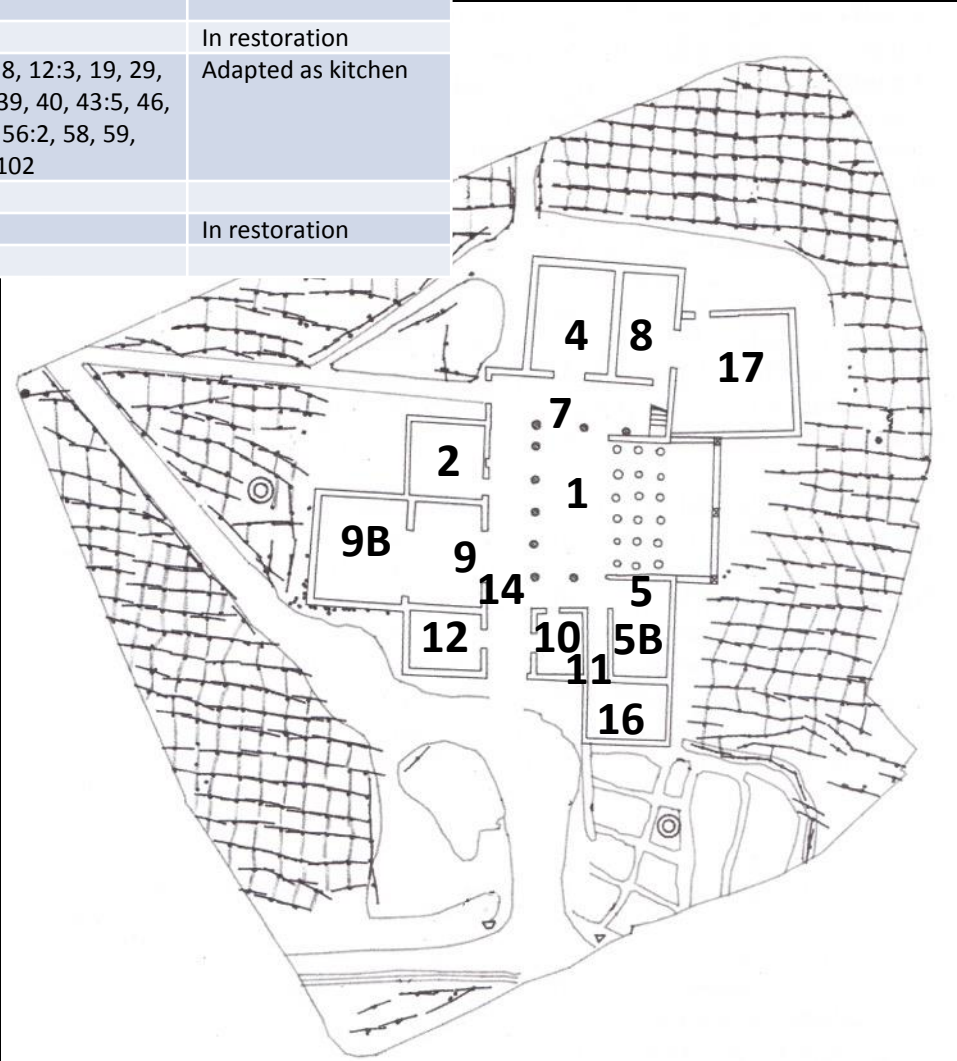 In restoration
8, 12:3, 19, 29, Adapted as kitchen
39, 40, 43:5, 46,
56:2, 58, 59,
102
In restoration
4 8
17
7
2
1
9B
9
14 5
12 10 5B
11
16